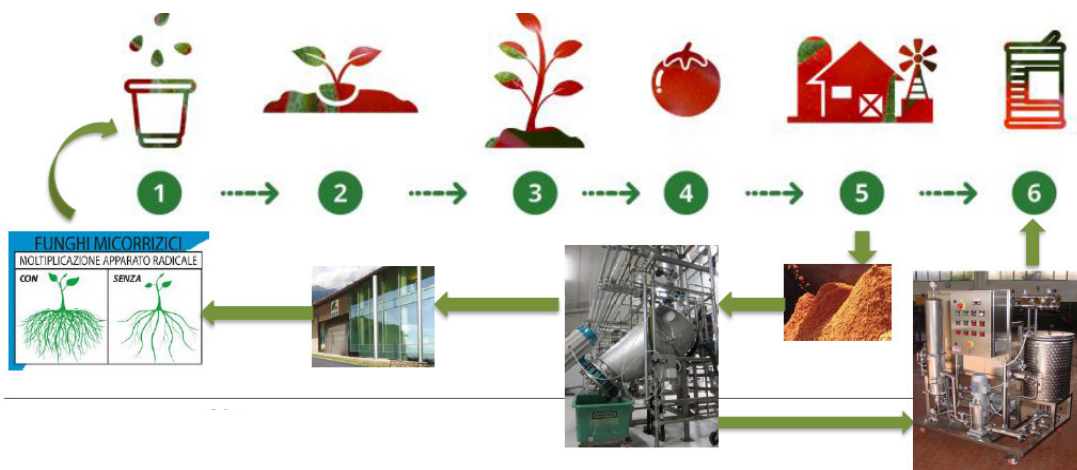 1 2 3 4 5 6
FUNGHI MICORRIZICI
MOLTIPLICAZIONE APPARATO RADICALE
CON SENZA